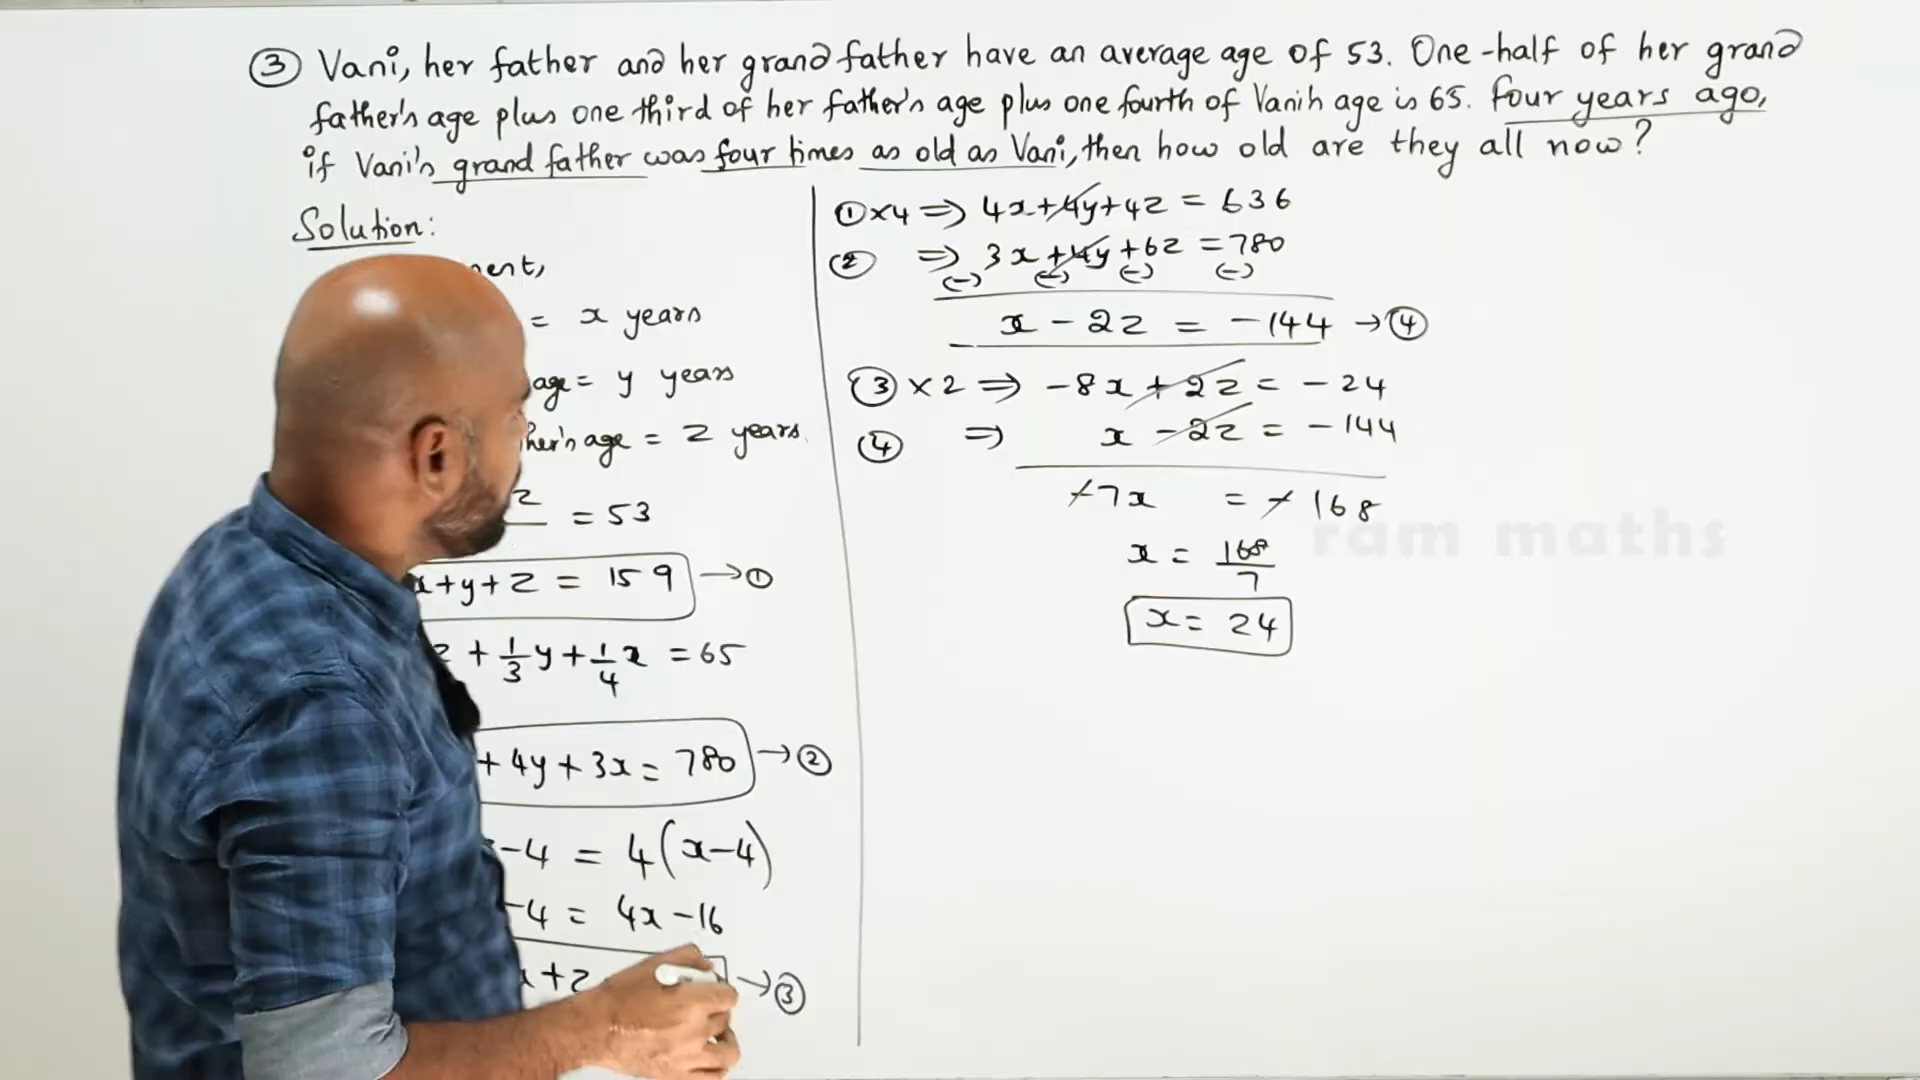 ③ Vani, her father and her grand father have an average age of 53. One-half of her grand
father's age plus one third of her father's age plus one fourth of Vani's age is 65. Four years ago,
if Vani's grand father was four times as old as Vani, then how old are they all now?
Solution:
= x years
age = y years
age = z years.
z
= 53
x+y+z = 159 →①
z + 1/3 y + 1/4 x = 65
+ 4y + 3x = 780 →②
-4 = 4(x-4)
-4 = 4x-16
+z →③
①×4 ⇒ 4x+4y+4z = 636
② ⇒ 3x+4y+6z = 780
(-) (-) (-) (-)
x - 2z = -144 →④
③×2 ⇒ -8x + 2z = -24
④ ⇒ x - 2z = -144
-7x = -168
x = 168/7
x = 24
ram maths